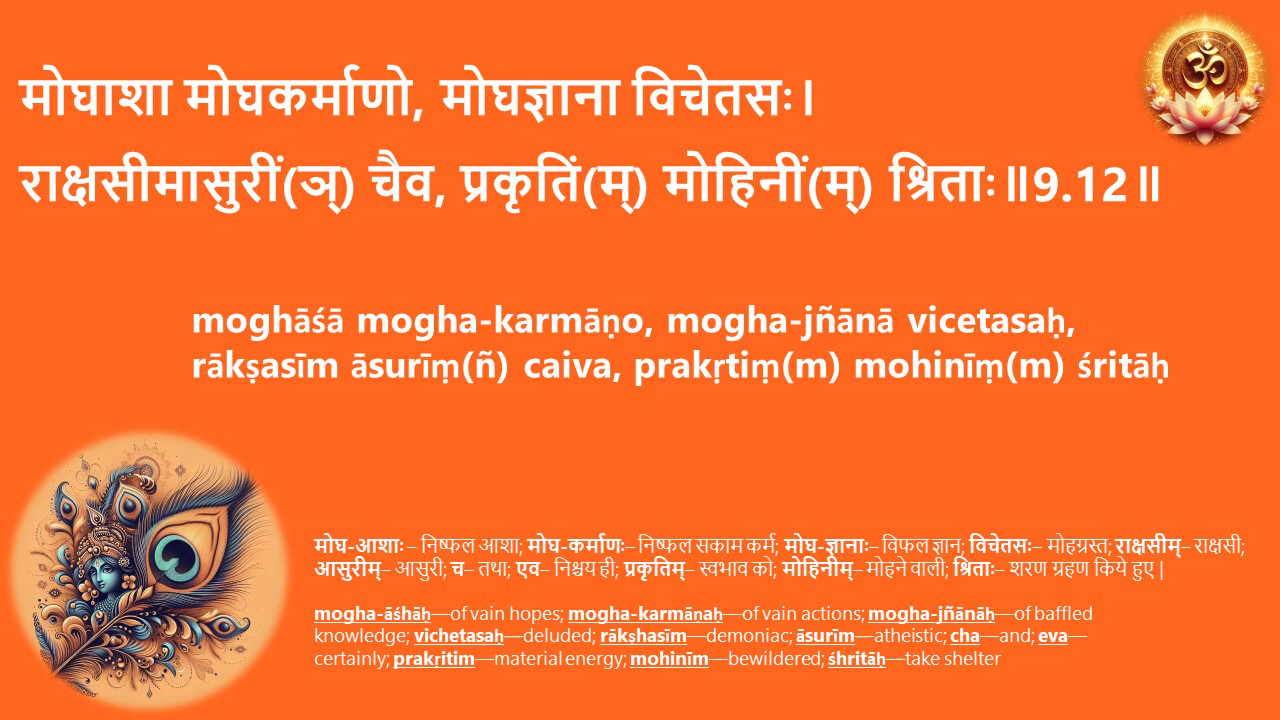 मोघाशा मोघकर्माणो, मोघज्ञाना विचेतसः।
राक्षसीमासुरीं(ञ्) चैव, प्रकृतिं(म्) मोहिनीं(म्) श्रिताः॥9.12॥
ॐ
moghāśā mogha-karmāṇo, mogha-jñānā vicetasaḥ,
rākṣasīm āsurīṃ(ñ) caiva, prakṛtiṃ(m) mohinīṃ(m) śritāḥ
मोघ-आशाः – निष्फल आशा; मोघ-कर्माणः– निष्फल सकाम कर्म; मोघ-ज्ञानाः– विफल ज्ञान; विचेतसः– मोहग्रस्त; राक्षसीम्– राक्षसी;
आसुरीम्– आसुरी; च– तथा; एव– निश्चय ही; प्रकृतिम्– स्वभाव को; मोहिनीम्– मोहने वाली; श्रिताः– शरण ग्रहण किये हुए |
mogha-āśhāḥ—of vain hopes; mogha-karmāṇaḥ—of vain actions; mogha-jñānāḥ—of baffled
knowledge; vichetasaḥ—deluded; rākṣhasīm—demoniac; āsurīm—atheistic; cha—and; eva—
certainly; prakṛitim—material energy; mohinīm—bewildered; śhritāḥ—take shelter